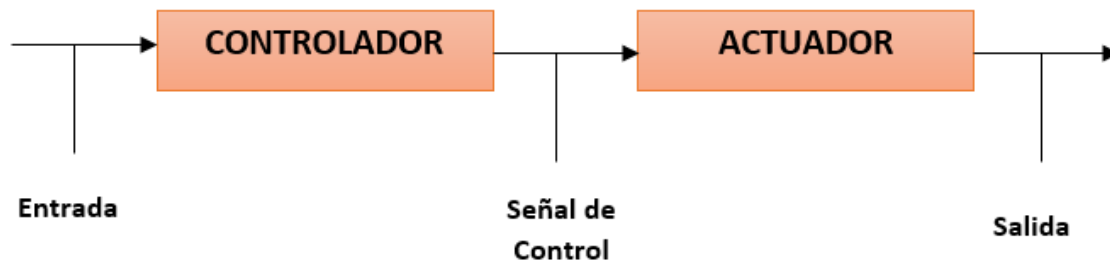 CONTROLADOR
ACTUADOR
Entrada
Señal de
Control
Salida